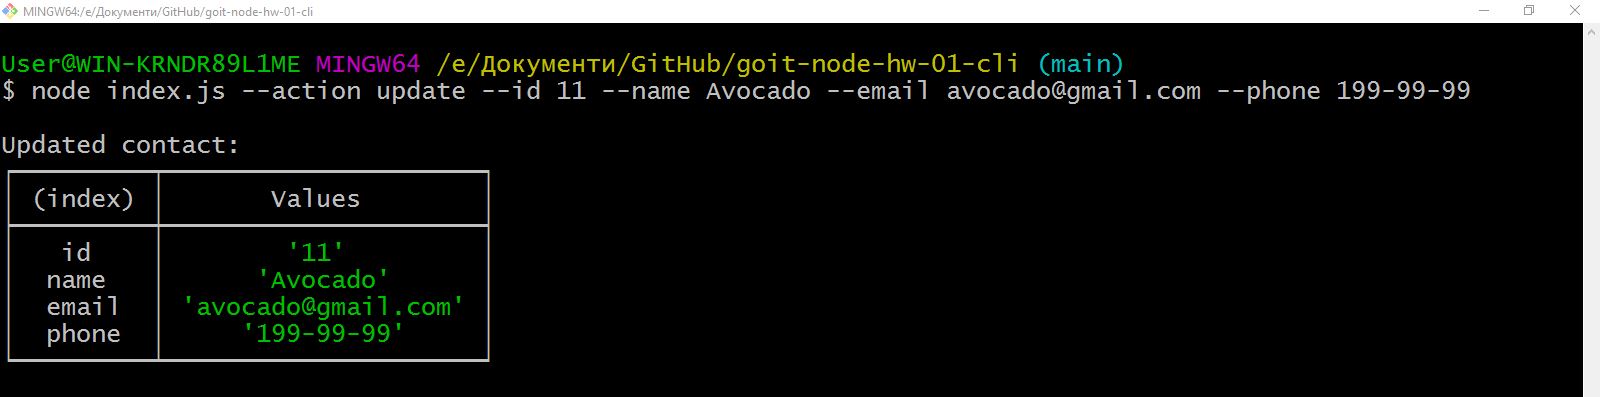 MINGW64:/e/Документи/GitHub/goit-node-hw-01-cli
User@WIN-KRNDR89L1ME MINGW64 /e/Документи/GitHub/goit-node-hw-01-cli (main)
$ node index.js --action update --id 11 --name Avocado --email avocado@gmail.com --phone 199-99-99
Updated contact:
(index) Values
id '11'
name 'Avocado'
email 'avocado@gmail.com'
phone '199-99-99'